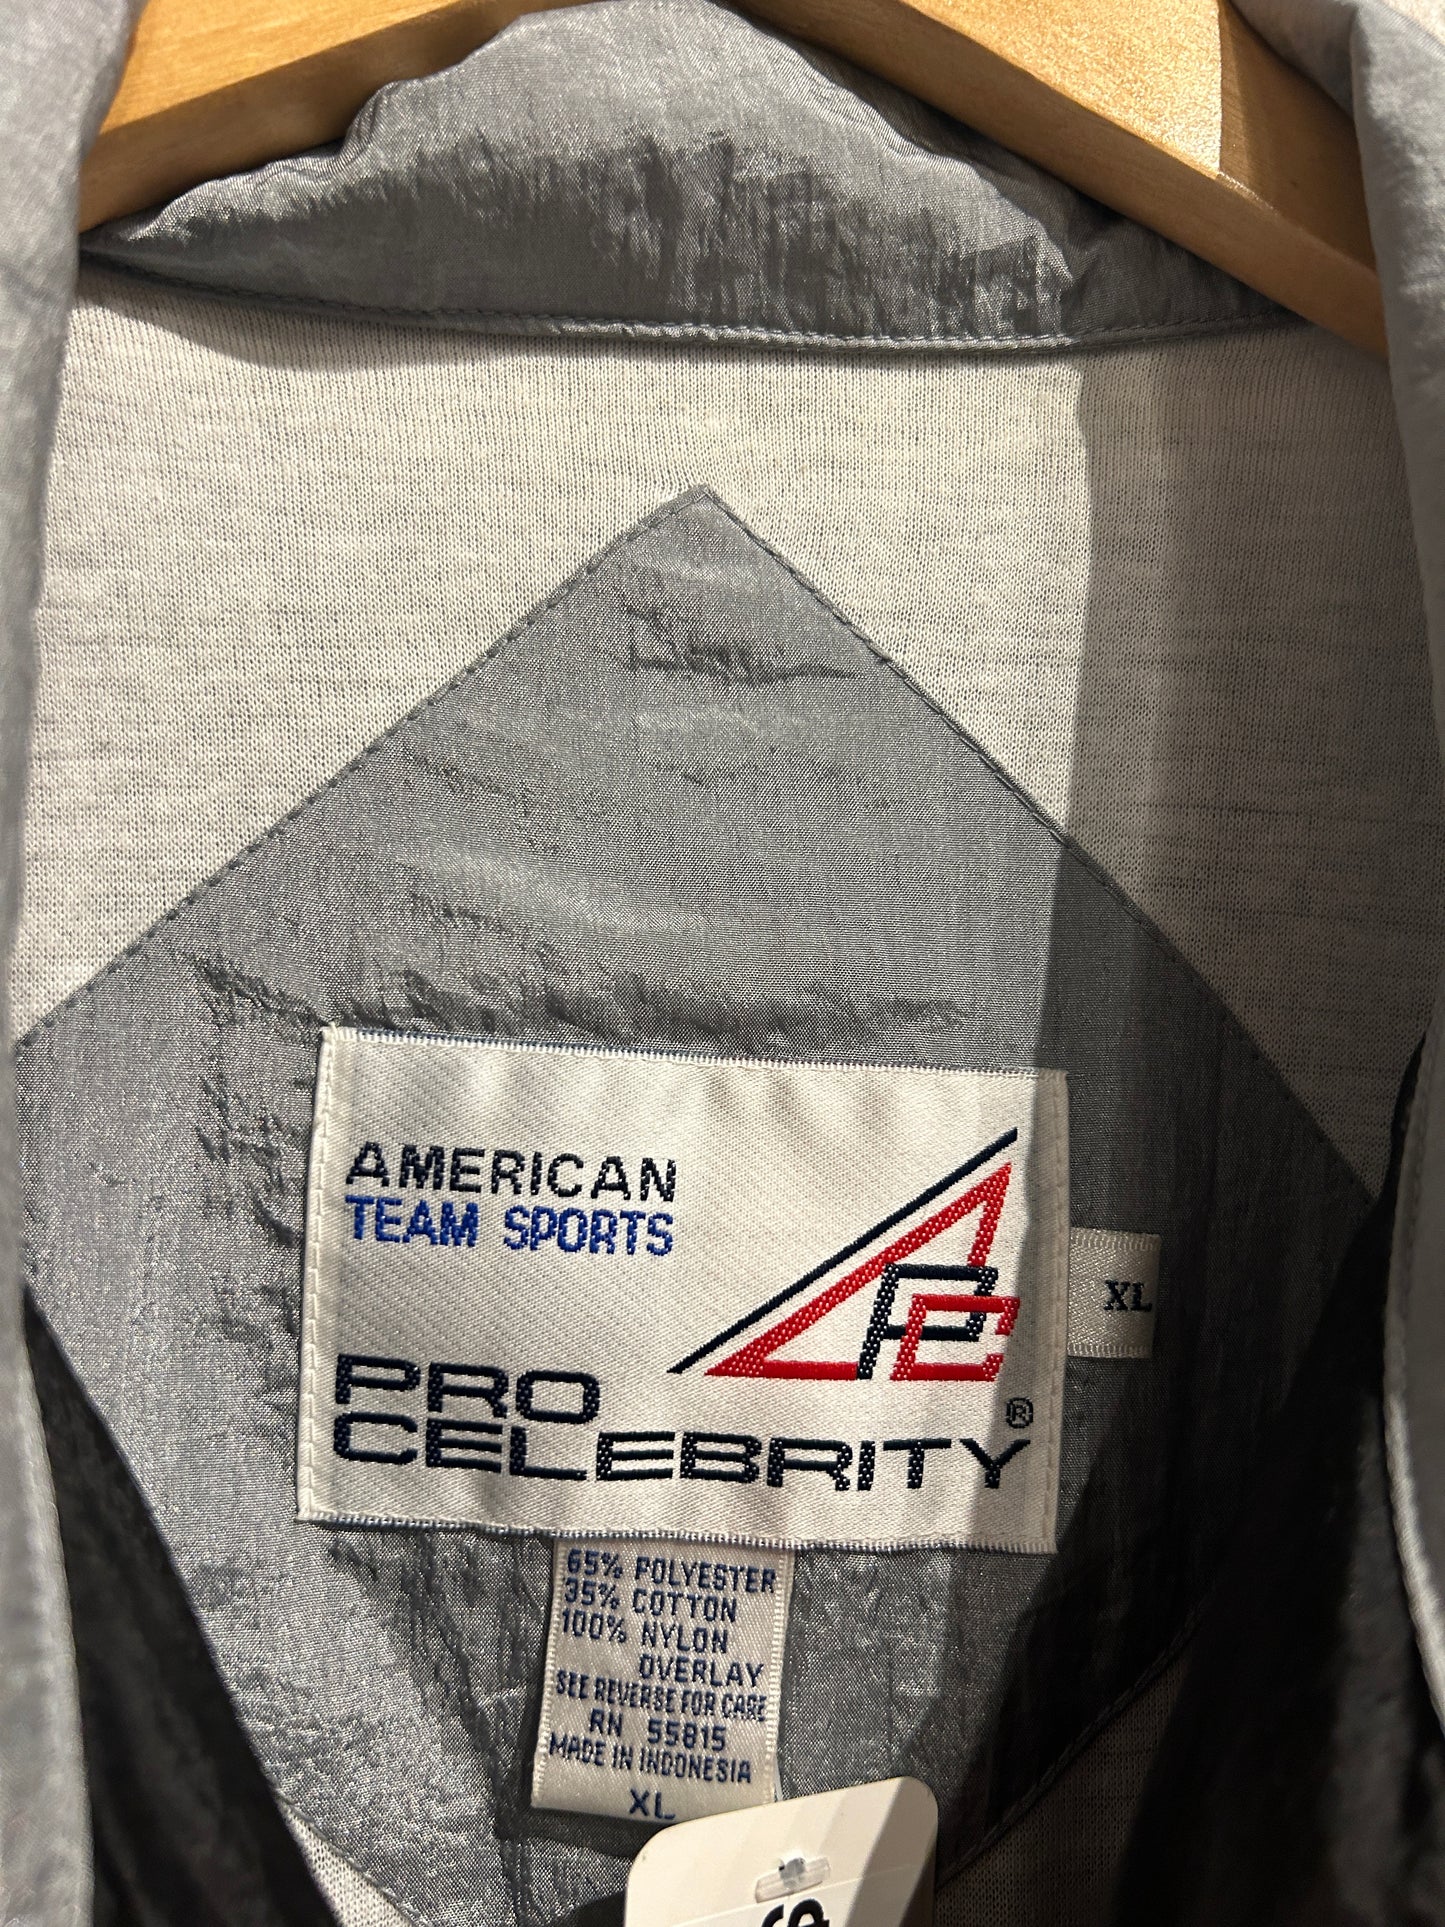 AMERICAN
TEAM SPORTS
PC
PRO
CELEBRITY®
XL
65% POLYESTER
35% COTTON
100% NYLON
OVERLAY
SEE REVERSE FOR CARE
RN 55815
MADE IN INDONESIA
XL